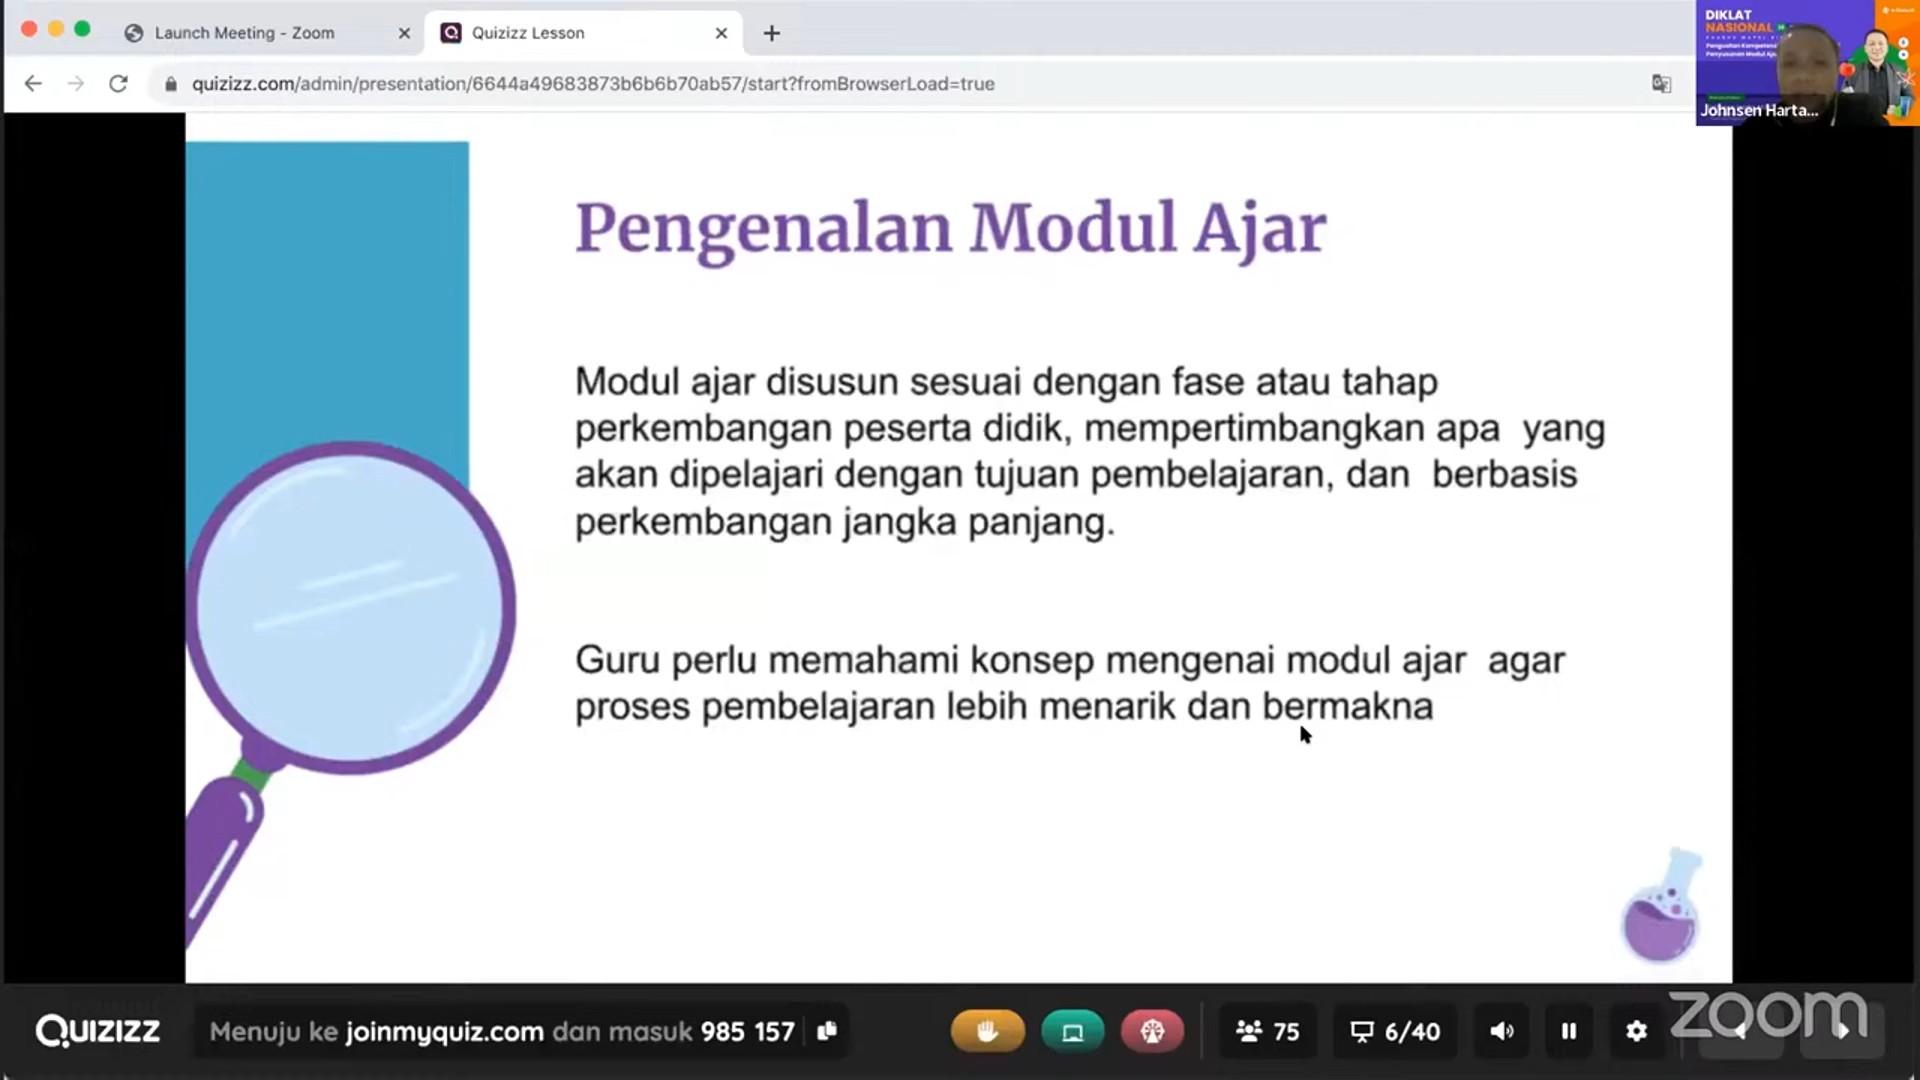 Launch Meeting - Zoom
Quizizz Lesson
quizizz.com/admin/presentation/6644a49683873b6b6b70ab57/start?fromBrowserLoad=true
DIKLAT
NASIONAL
Johnsen Harta...
Pengenalan Modul Ajar
Modul ajar disusun sesuai dengan fase atau tahap
perkembangan peserta didik, mempertimbangkan apa yang
akan dipelajari dengan tujuan pembelajaran, dan berbasis
perkembangan jangka panjang.
Guru perlu memahami konsep mengenai modul ajar agar
proses pembelajaran lebih menarik dan bermakna
QUIZIZZ
Menuju ke joinmyquiz.com dan masuk 985 157
75
6/40
zoom